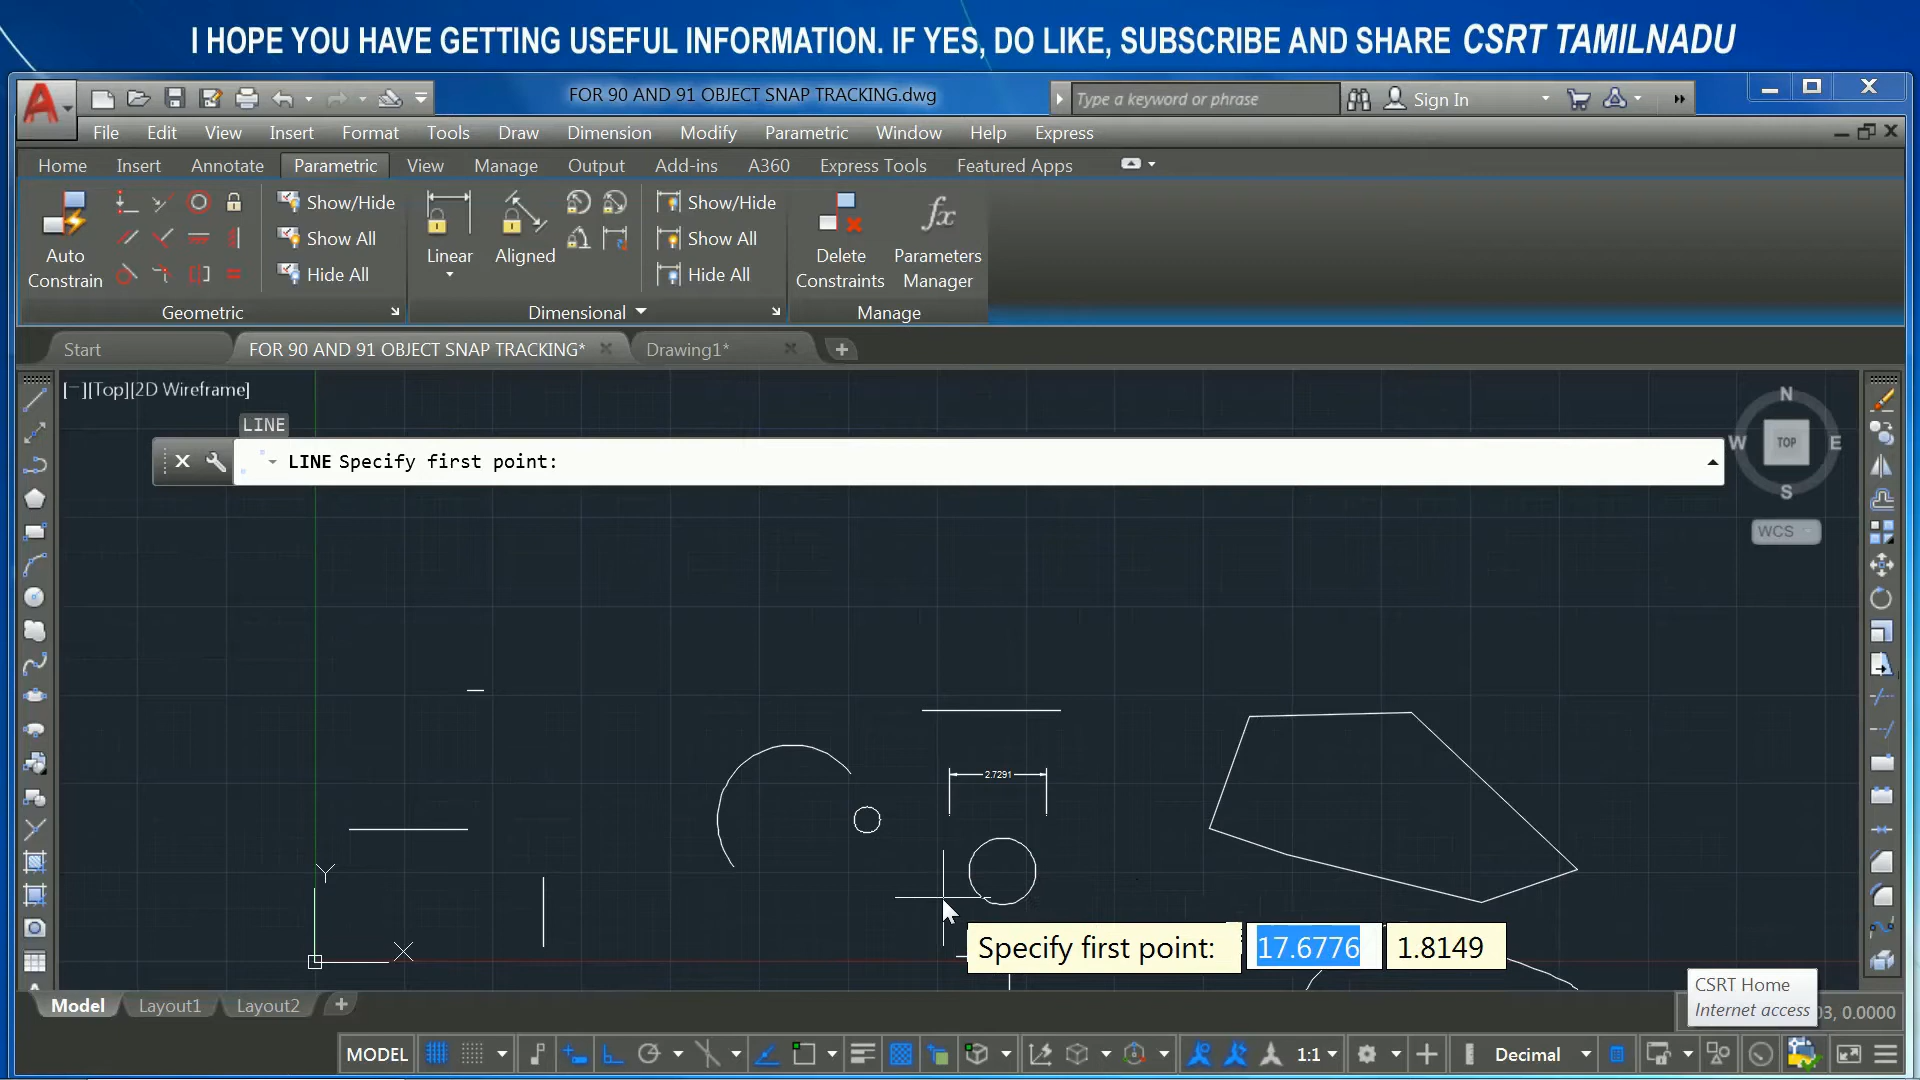 I HOPE YOU HAVE GETTING USEFUL INFORMATION. IF YES, DO LIKE, SUBSCRIBE AND SHARE CSRT TAMILNADU
FOR 90 AND 91 OBJECT SNAP TRACKING.dwg
Type a keyword or phrase
Sign In
File Edit View Insert Format Tools Draw Dimension Modify Parametric Window Help Express
Home Insert Annotate Parametric View Manage Output Add-ins A360 Express Tools Featured Apps
Auto Constrain
Show/Hide
Show All
Hide All
Geometric
Linear
Aligned
Show/Hide
Show All
Hide All
Dimensional
Delete Constraints
fx
Parameters Manager
Manage
Start
FOR 90 AND 91 OBJECT SNAP TRACKING*
Drawing1*
[−][Top][2D Wireframe]
LINE
LINE Specify first point:
N
W TOP E
S
WCS
2.7291
Y
X
Specify first point: 17.6776 1.8149
CSRT Home
Internet access
03, 0.0000
Model Layout1 Layout2
MODEL
1:1
Decimal